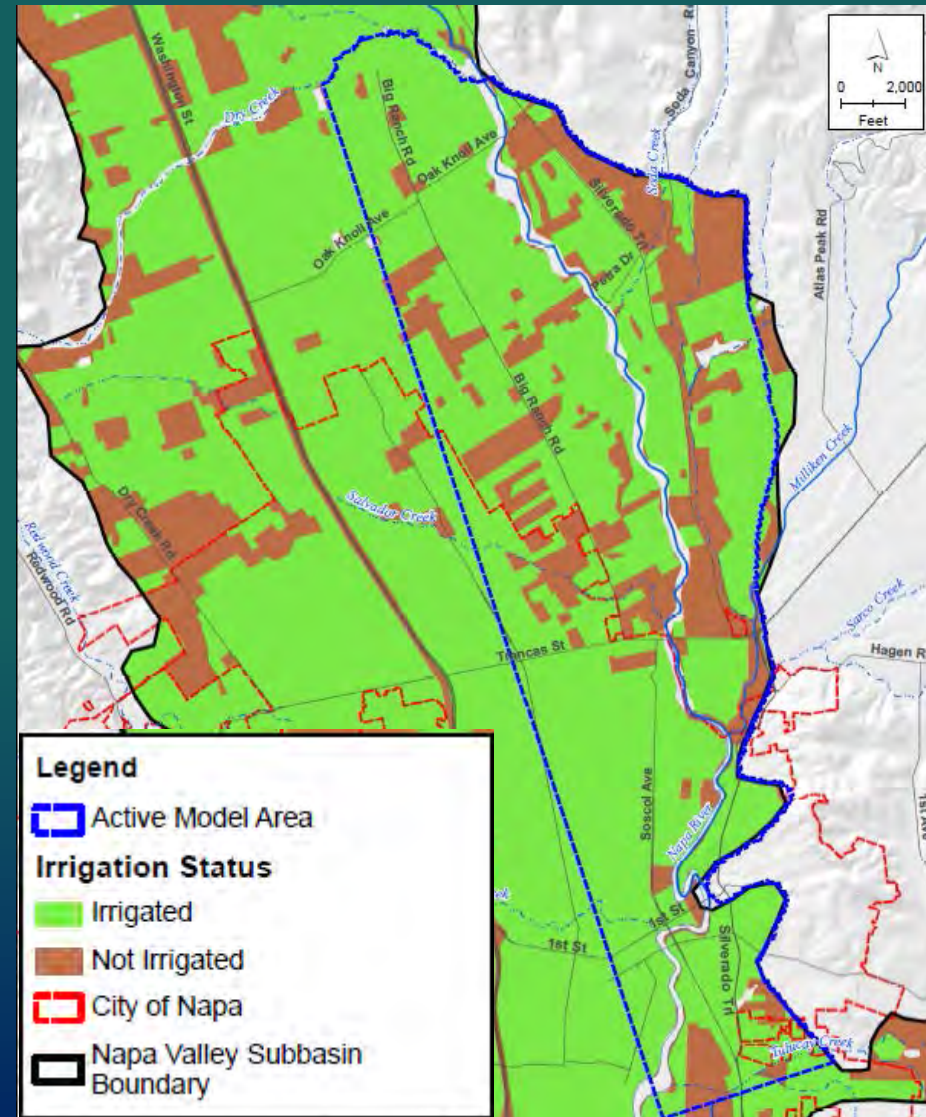 N
0 2,000
Feet
Washington St
Dry Creek
Big Ranch Rd
Oak Knoll Ave
Oak Knoll Ave
Soda Canyon Rd
Soda Creek
Silverado Trl
Petra Dr
Atlas Peak Rd
Big Ranch Rd
Milliken Creek
Salvador Creek
Dry Creek Rd
Redwood Creek
Redwood Rd
Sarco Creek
Hagen R
Trancas St
Soscol Ave
Napa River
1st Ave
ek
1st St
1st St
Silverado Trl
Tulucay Creek
Legend
Active Model Area
Irrigation Status
Irrigated
Not Irrigated
City of Napa
Napa Valley Subbasin
Boundary